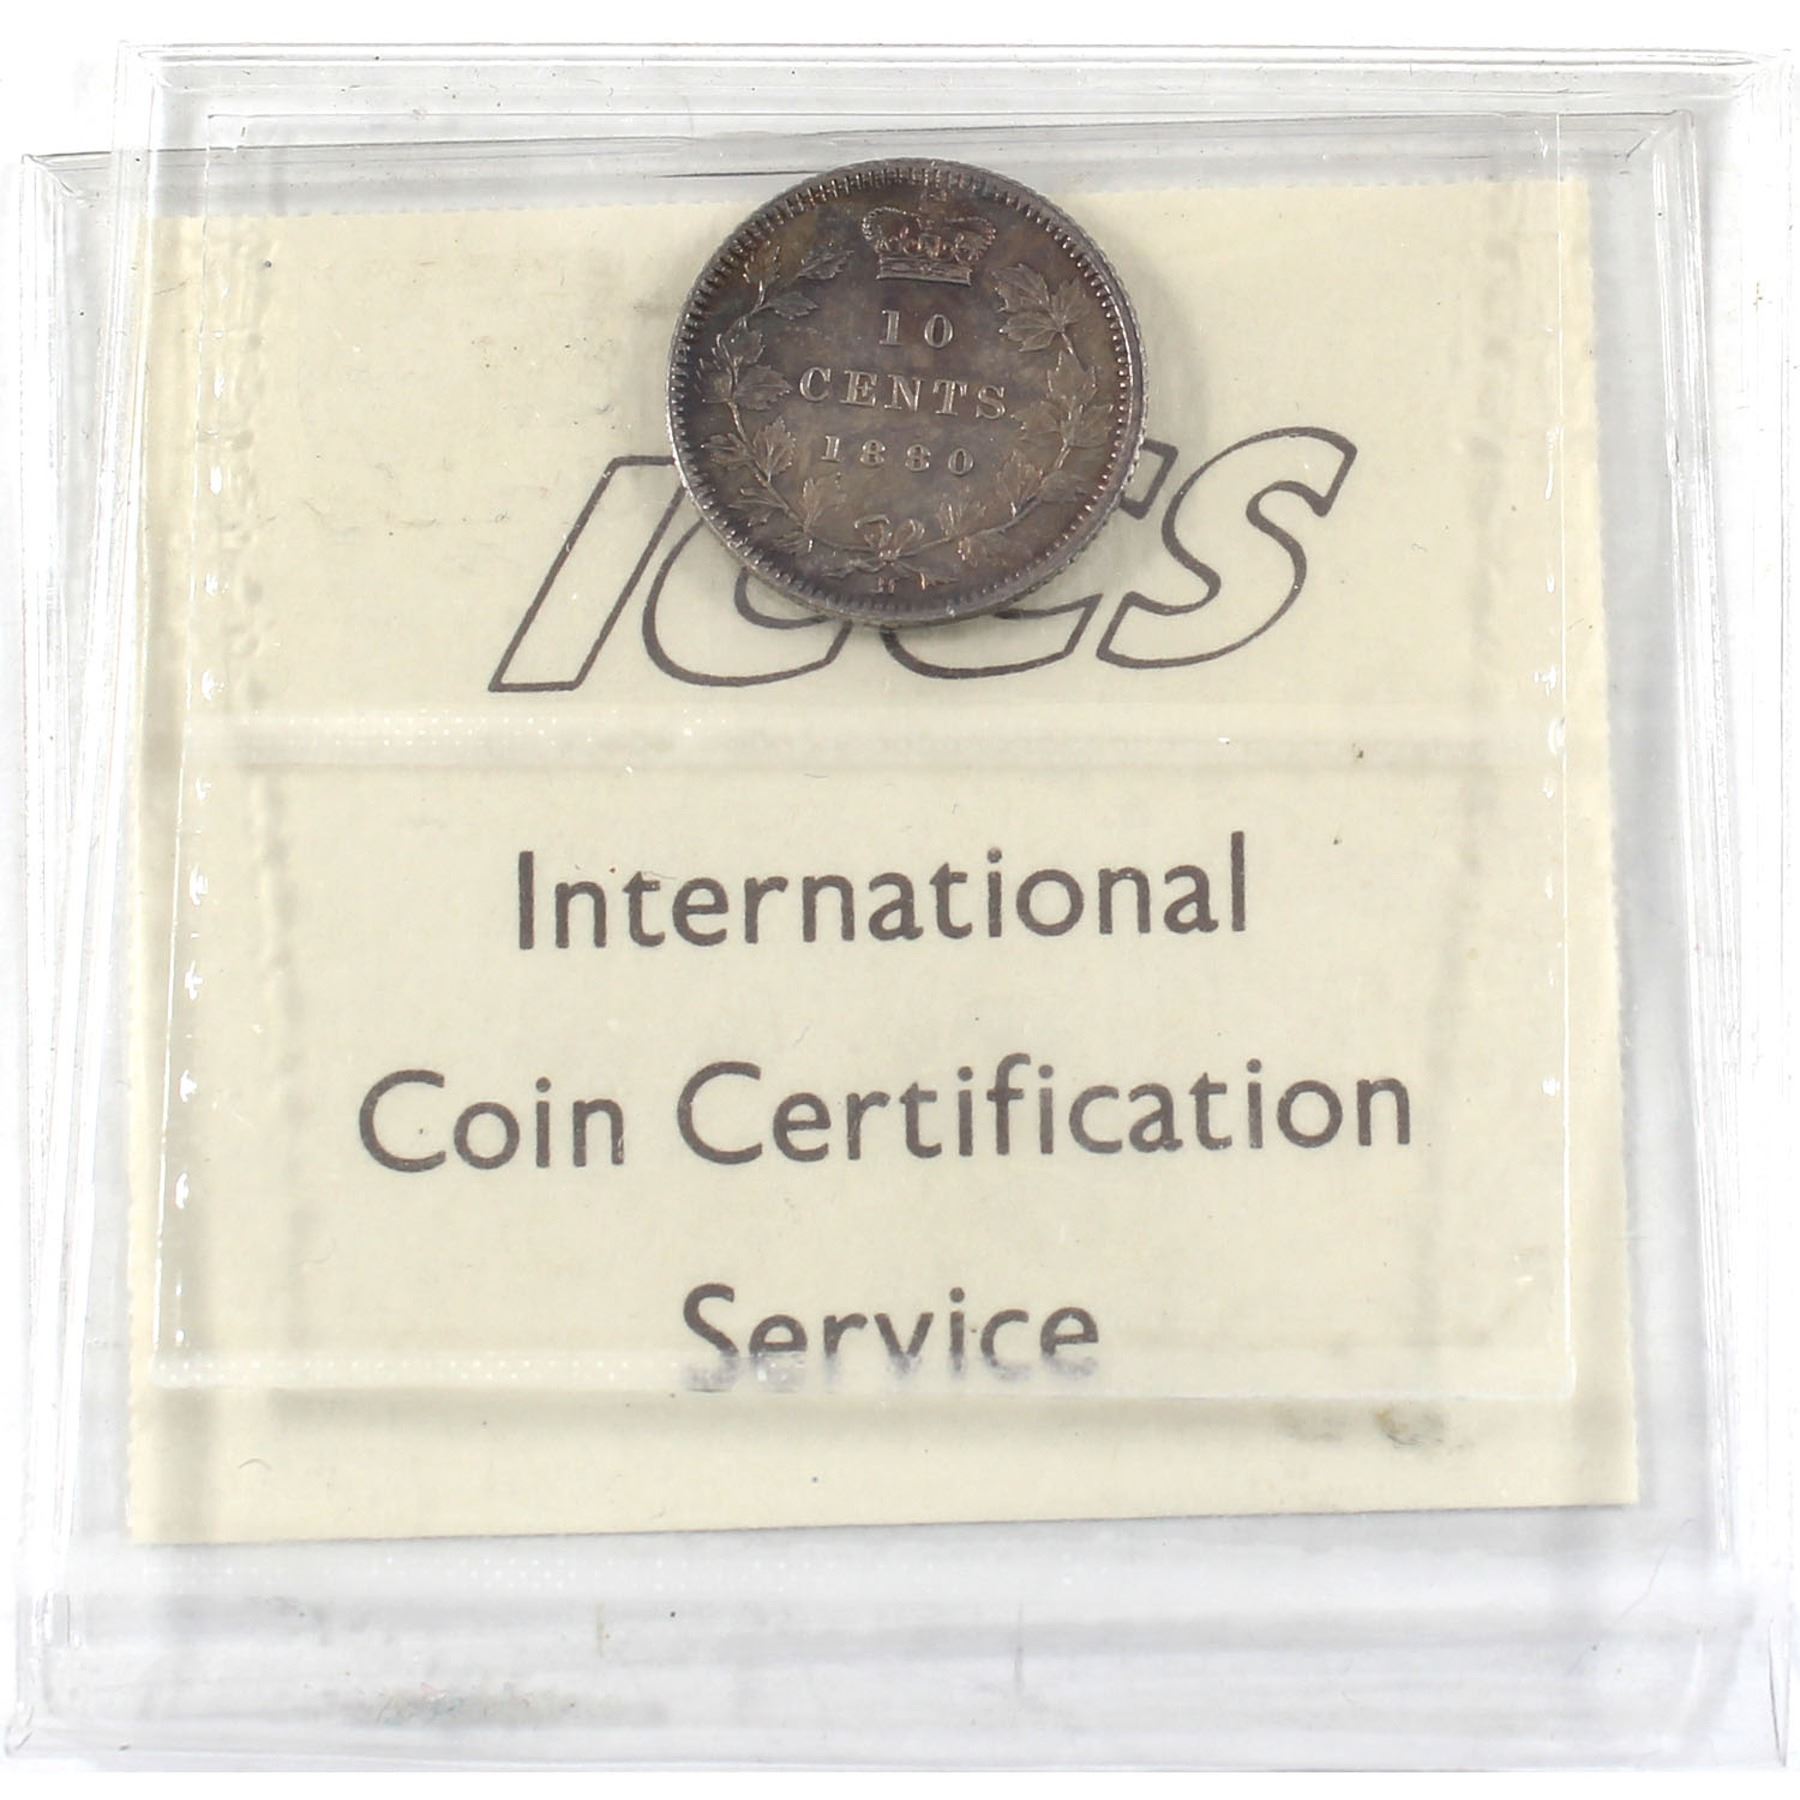 10
CENTS
1880
H
ICCS
International
Coin Certification
Service